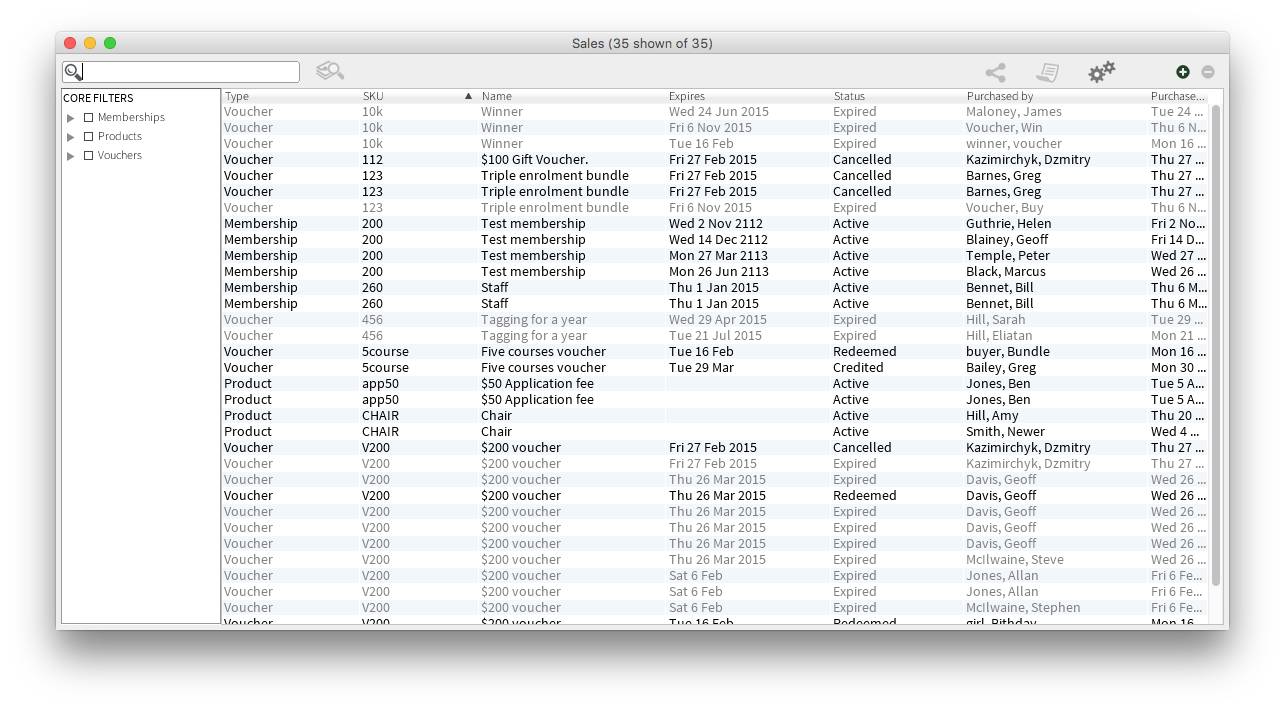 Sales (35 shown of 35)
CORE FILTERS
Memberships
Products
Vouchers
Type SKU Name Expires Status Purchased by Purchase...
Voucher 10k Winner Wed 24 Jun 2015 Expired Maloney, James Tue 24 ...
Voucher 10k Winner Fri 6 Nov 2015 Expired Voucher, Win Thu 6 N...
Voucher 10k Winner Tue 16 Feb Expired winner, voucher Mon 16 ...
Voucher 112 $100 Gift Voucher. Fri 27 Feb 2015 Cancelled Kazimirchyk, Dzmitry Thu 27 ...
Voucher 123 Triple enrolment bundle Fri 27 Feb 2015 Cancelled Barnes, Greg Thu 27 ...
Voucher 123 Triple enrolment bundle Fri 27 Feb 2015 Cancelled Barnes, Greg Thu 27 ...
Voucher 123 Triple enrolment bundle Fri 6 Nov 2015 Expired Voucher, Buy Thu 6 N...
Membership 200 Test membership Wed 2 Nov 2112 Active Guthrie, Helen Fri 2 No...
Membership 200 Test membership Wed 14 Dec 2112 Active Blainey, Geoff Fri 14 D...
Membership 200 Test membership Mon 27 Mar 2113 Active Temple, Peter Wed 27 ...
Membership 200 Test membership Mon 26 Jun 2113 Active Black, Marcus Wed 26 ...
Membership 260 Staff Thu 1 Jan 2015 Active Bennet, Bill Thu 6 M...
Membership 260 Staff Thu 1 Jan 2015 Active Bennet, Bill Thu 6 M...
Voucher 456 Tagging for a year Wed 29 Apr 2015 Expired Hill, Sarah Tue 29 ...
Voucher 456 Tagging for a year Tue 21 Jul 2015 Expired Hill, Eliatan Mon 21 ...
Voucher 5course Five courses voucher Tue 16 Feb Redeemed buyer, Bundle Mon 16 ...
Voucher 5course Five courses voucher Tue 29 Mar Credited Bailey, Greg Mon 30 ...
Product app50 $50 Application fee Active Jones, Ben Tue 5 A...
Product app50 $50 Application fee Active Jones, Ben Tue 5 A...
Product CHAIR Chair Active Hill, Amy Thu 20 ...
Product CHAIR Chair Active Smith, Newer Wed 4 ...
Voucher V200 $200 voucher Fri 27 Feb 2015 Cancelled Kazimirchyk, Dzmitry Thu 27 ...
Voucher V200 $200 voucher Fri 27 Feb 2015 Expired Kazimirchyk, Dzmitry Thu 27 ...
Voucher V200 $200 voucher Thu 26 Mar 2015 Expired Davis, Geoff Wed 26 ...
Voucher V200 $200 voucher Thu 26 Mar 2015 Redeemed Davis, Geoff Wed 26 ...
Voucher V200 $200 voucher Thu 26 Mar 2015 Expired Davis, Geoff Wed 26 ...
Voucher V200 $200 voucher Thu 26 Mar 2015 Expired Davis, Geoff Wed 26 ...
Voucher V200 $200 voucher Thu 26 Mar 2015 Expired Davis, Geoff Wed 26 ...
Voucher V200 $200 voucher Thu 26 Mar 2015 Expired McIlwaine, Steve Wed 26 ...
Voucher V200 $200 voucher Sat 6 Feb Expired Jones, Allan Fri 6 Fe...
Voucher V200 $200 voucher Sat 6 Feb Expired Jones, Allan Fri 6 Fe...
Voucher V200 $200 voucher Sat 6 Feb Expired McIlwaine, Stephen Fri 6 Fe...
Voucher V200 $200 voucher Tue 16 Feb Redeemed girl, Bithday Mon 16 ...